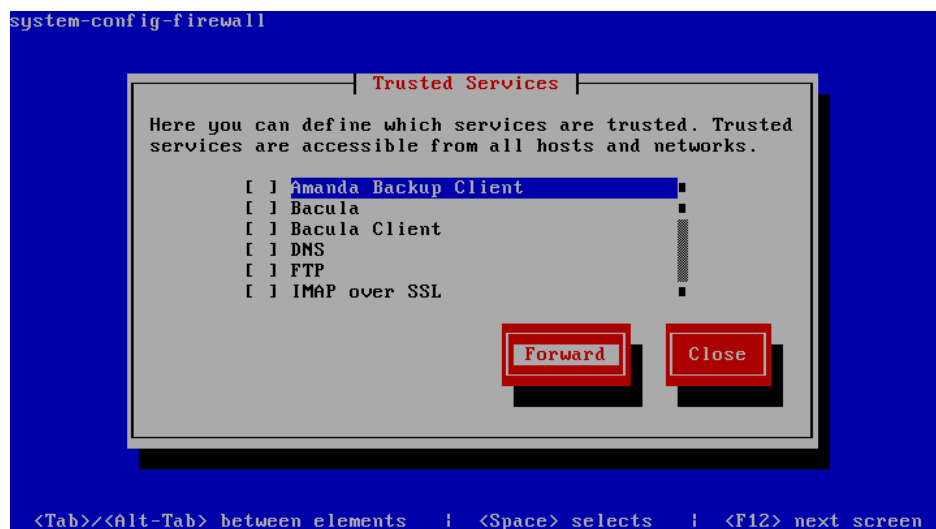 system-config-firewall
Trusted Services
Here you can define which services are trusted. Trusted
services are accessible from all hosts and networks.
[ ] Amanda Backup Client
[ ] Bacula
[ ] Bacula Client
[ ] DNS
[ ] FTP
[ ] IMAP over SSL
Forward Close
<Tab>/<Alt-Tab> between elements | <Space> selects | <F12> next screen